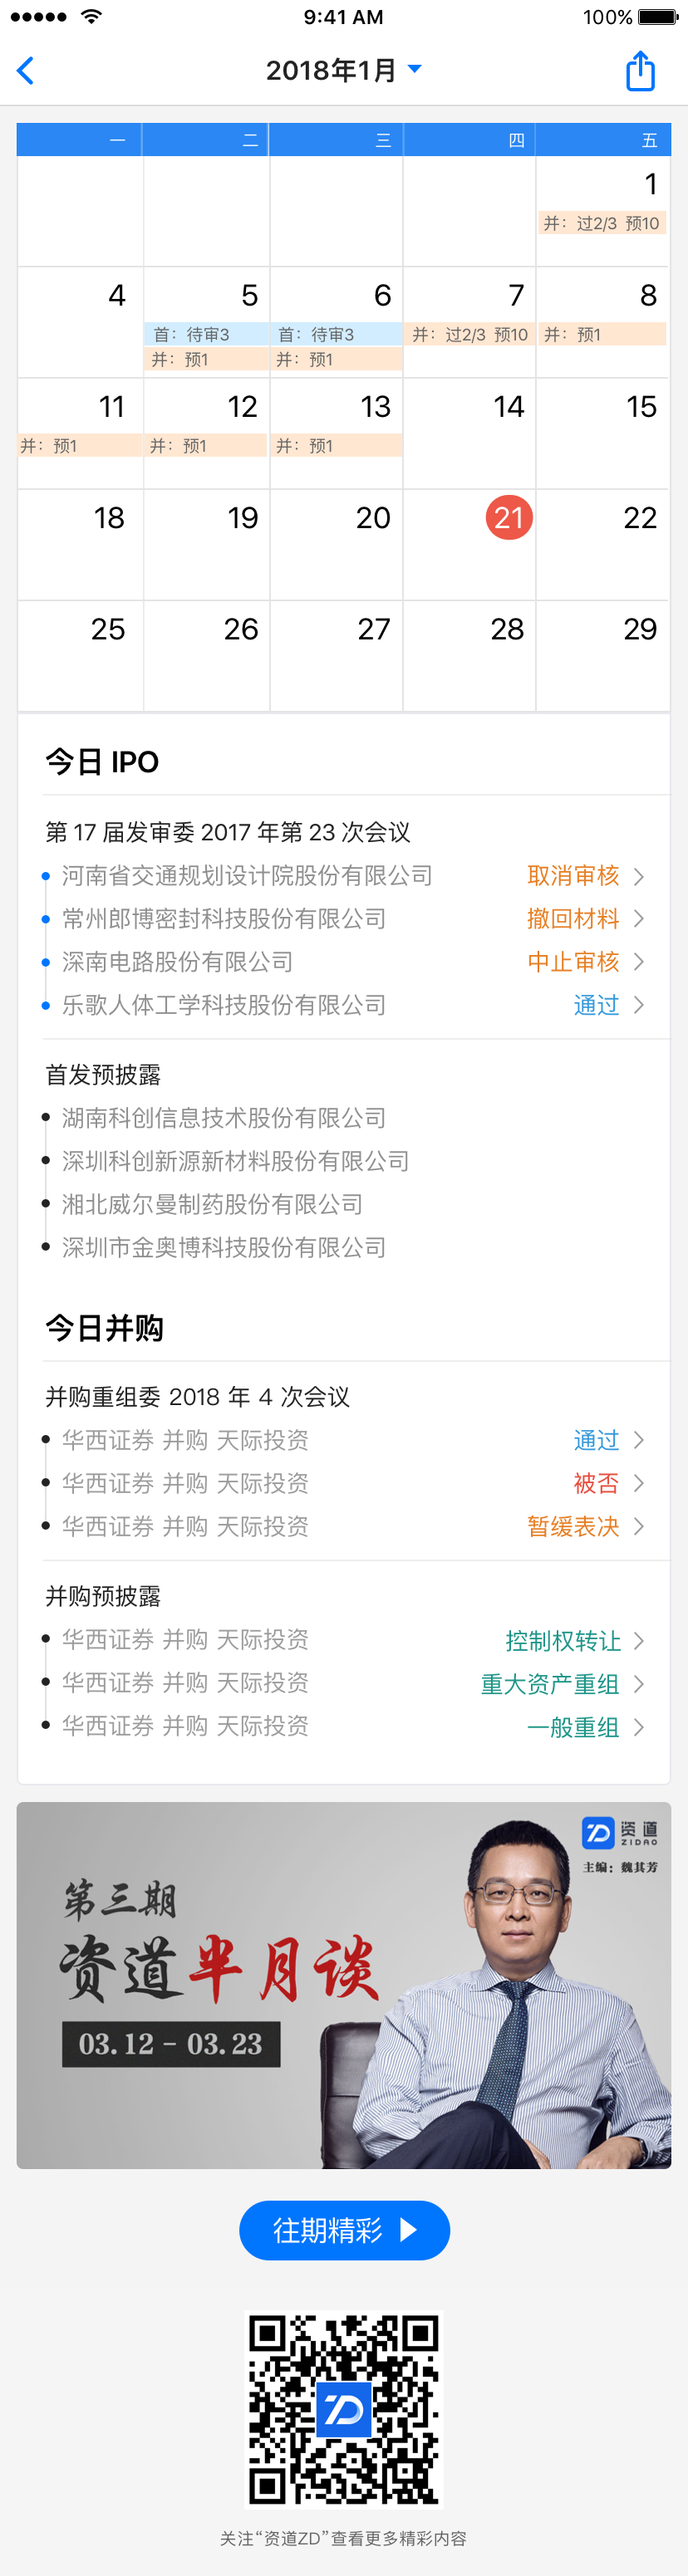 9:41 AM
100%
2018年1月
一 二 三 四 五
1
并：过2/3 预10
4 5 6 7 8
首：待审3 首：待审3 并：过2/3 预10 并：预1
并：预1 并：预1
11 12 13 14 15
并：预1 并：预1 并：预1
18 19 20 21 22
25 26 27 28 29
今日 IPO
第 17 届发审委 2017 年第 23 次会议
河南省交通规划设计院股份有限公司 取消审核
常州郎博密封科技股份有限公司 撤回材料
深南电路股份有限公司 中止审核
乐歌人体工学科技股份有限公司 通过
首发预披露
湖南科创信息技术股份有限公司
深圳科创新源新材料股份有限公司
湘北威尔曼制药股份有限公司
深圳市金奥博科技股份有限公司
今日并购
并购重组委 2018 年 4 次会议
华西证券 并购 天际投资 通过
华西证券 并购 天际投资 被否
华西证券 并购 天际投资 暂缓表决
并购预披露
华西证券 并购 天际投资 控制权转让
华西证券 并购 天际投资 重大资产重组
华西证券 并购 天际投资 一般重组
资道
ZIDAO
主编：魏其芳
第三期
资道半月谈
03.12 - 03.23
往期精彩
ZD
关注“资道ZD”查看更多精彩内容